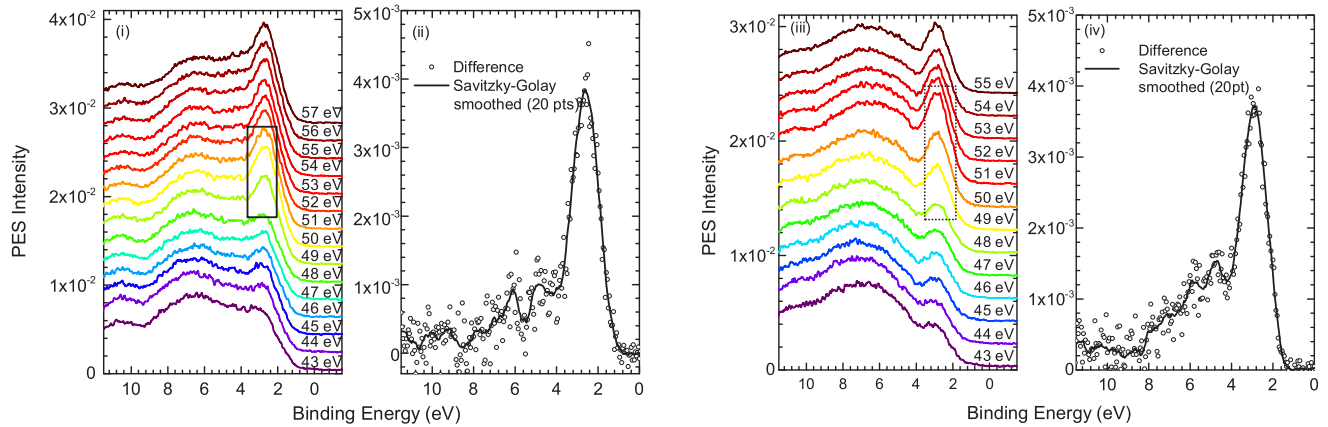 (i)
4x10⁻²
3x10⁻²
2x10⁻²
1x10⁻²
0
PES Intensity
57 eV
56 eV
55 eV
54 eV
53 eV
52 eV
51 eV
50 eV
49 eV
48 eV
47 eV
46 eV
45 eV
44 eV
43 eV
10 8 6 4 2 0
(ii)
5x10⁻³
4x10⁻³
3x10⁻³
2x10⁻³
1x10⁻³
0
Difference
Savitzky-Golay
smoothed (20 pts)
10 8 6 4 2 0
Binding Energy (eV)
(iii)
3x10⁻²
2x10⁻²
1x10⁻²
0
PES Intensity
55 eV
54 eV
53 eV
52 eV
51 eV
50 eV
49 eV
48 eV
47 eV
46 eV
45 eV
44 eV
43 eV
10 8 6 4 2 0
(iv)
5x10⁻³
4x10⁻³
3x10⁻³
2x10⁻³
1x10⁻³
0
Difference
Savitzky-Golay
smoothed (20pt)
10 8 6 4 2 0
Binding Energy (eV)